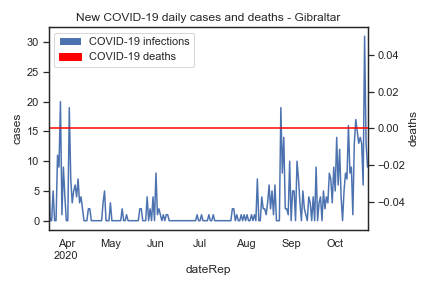 New COVID-19 daily cases and deaths - Gibraltar
COVID-19 infections
COVID-19 deaths
30
25
20
15
10
5
0
cases
0.04
0.02
0.00
−0.02
−0.04
deaths
Apr May Jun Jul Aug Sep Oct
2020
dateRep